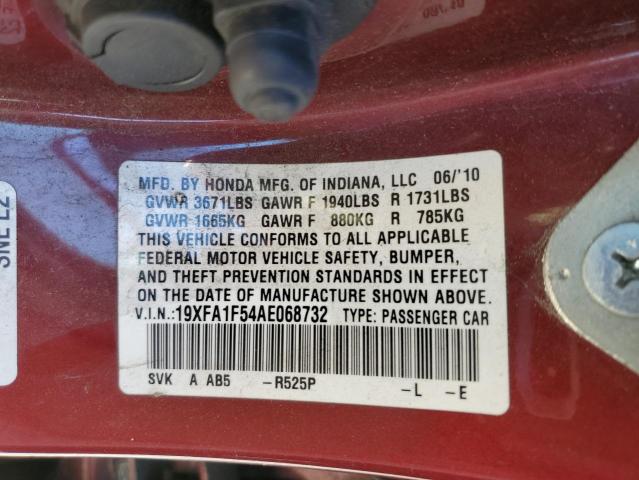 MFD. BY HONDA MFG. OF INDIANA, LLC 06/'10
GVWR 3671LBS GAWR F 1940LBS R 1731LBS
GVWR 1665KG GAWR F 880KG R 785KG
THIS VEHICLE CONFORMS TO ALL APPLICABLE
FEDERAL MOTOR VEHICLE SAFETY, BUMPER,
AND THEFT PREVENTION STANDARDS IN EFFECT
ON THE DATE OF MANUFACTURE SHOWN ABOVE.
V.I.N.:19XFA1F54AE068732 TYPE: PASSENGER CAR
SVK A AB5 -R525P -L -E